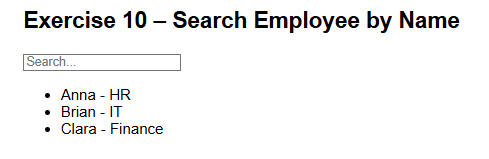 Exercise 10 – Search Employee by Name
Search...
• Anna - HR
• Brian - IT
• Clara - Finance